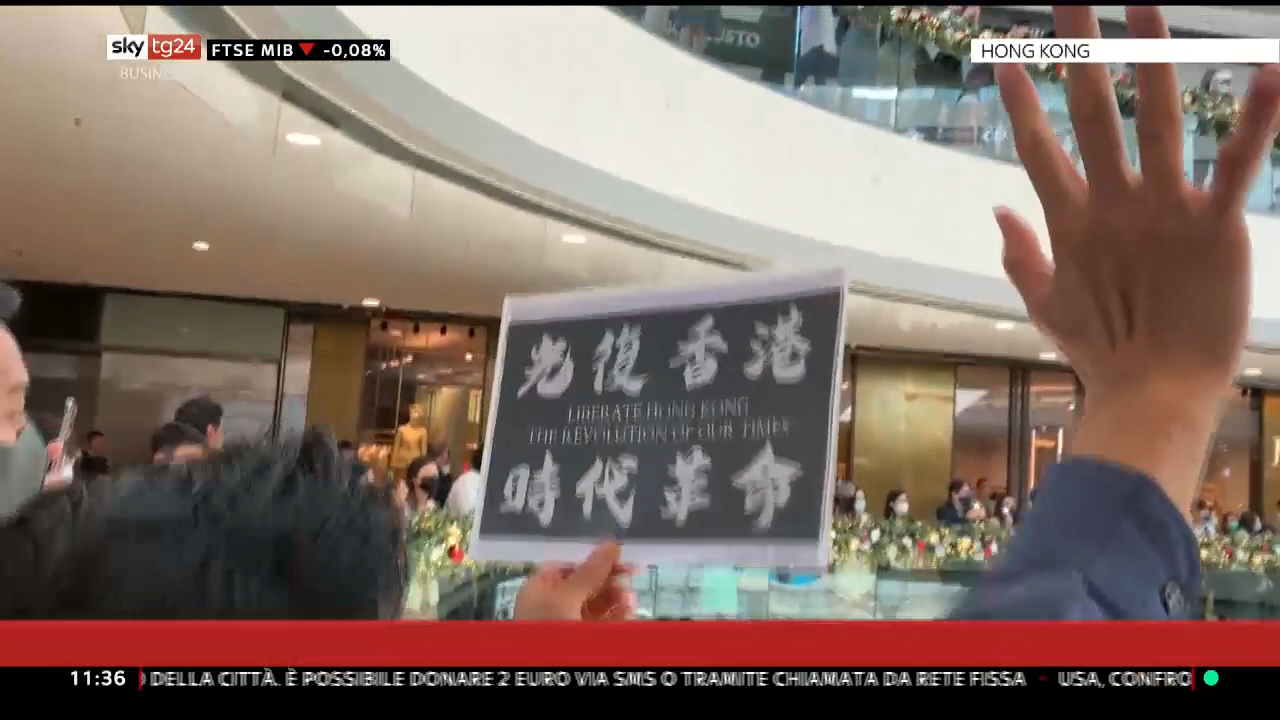 sky tg24
FTSE MIB -0,08%
HONG KONG
光復香港
LIBERATE HONG KONG
THE REVOLUTION OF OUR TIMES
時代革命
11:36
DELLA CITTÀ. È POSSIBILE DONARE 2 EURO VIA SMS O TRAMITE CHIAMATA DA RETE FISSA - USA, CONFRO